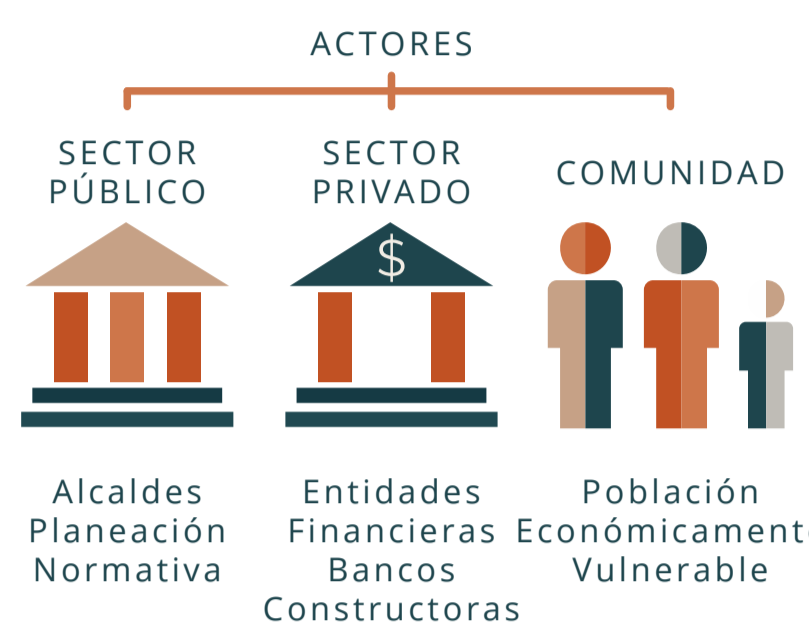 ACTORES
SECTOR
PÚBLICO
SECTOR
PRIVADO
COMUNIDAD
$
Alcaldes
Planeación
Normativa
Entidades
Financieras
Bancos
Constructoras
Población
Económicamente
Vulnerable